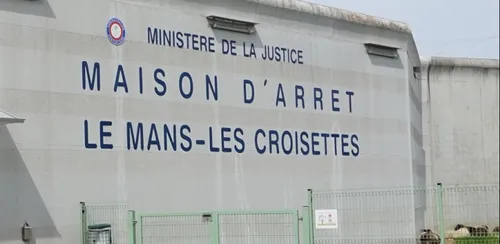 MINISTERE DE LA JUSTICE
MAISON D'ARRET
LE MANS-LES CROISETTES